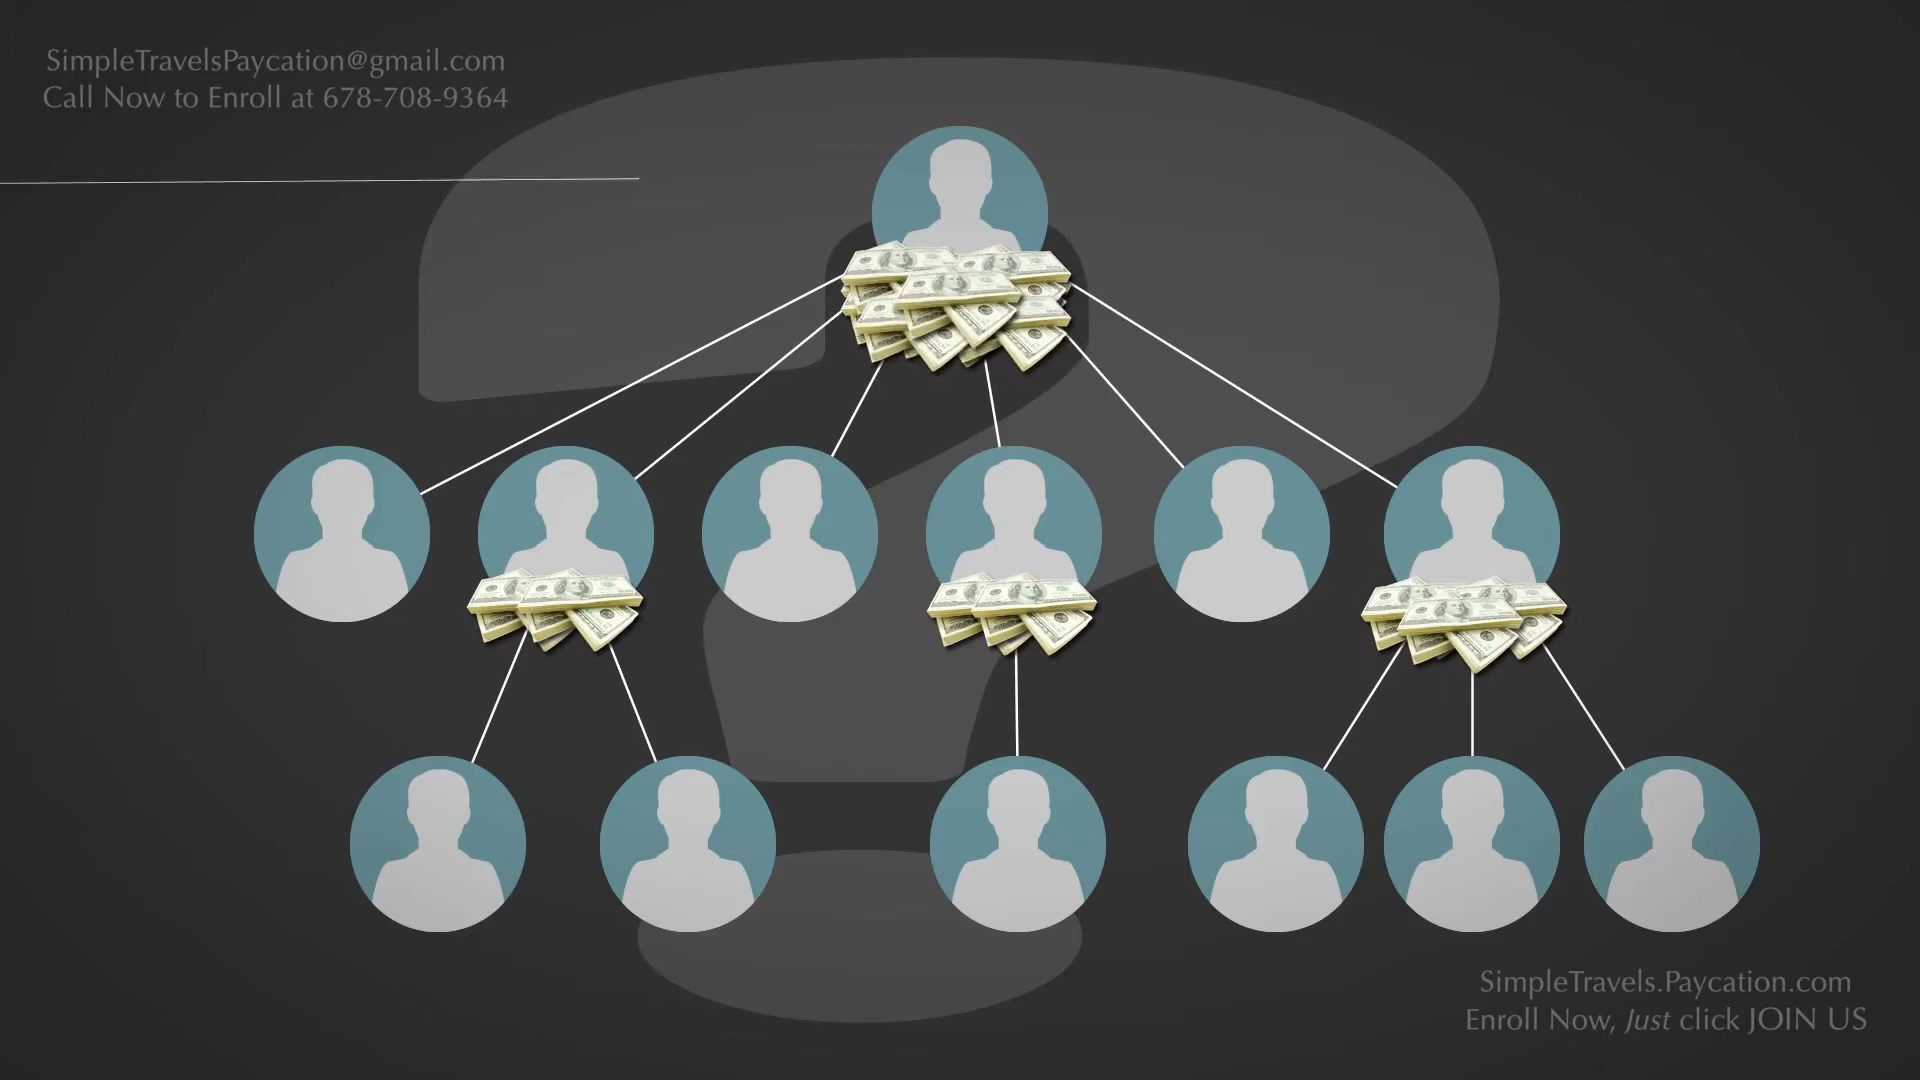 SimpleTravelsPaycation@gmail.com
Call Now to Enroll at 678-708-9364
SimpleTravels.Paycation.com
Enroll Now, Just click JOIN US